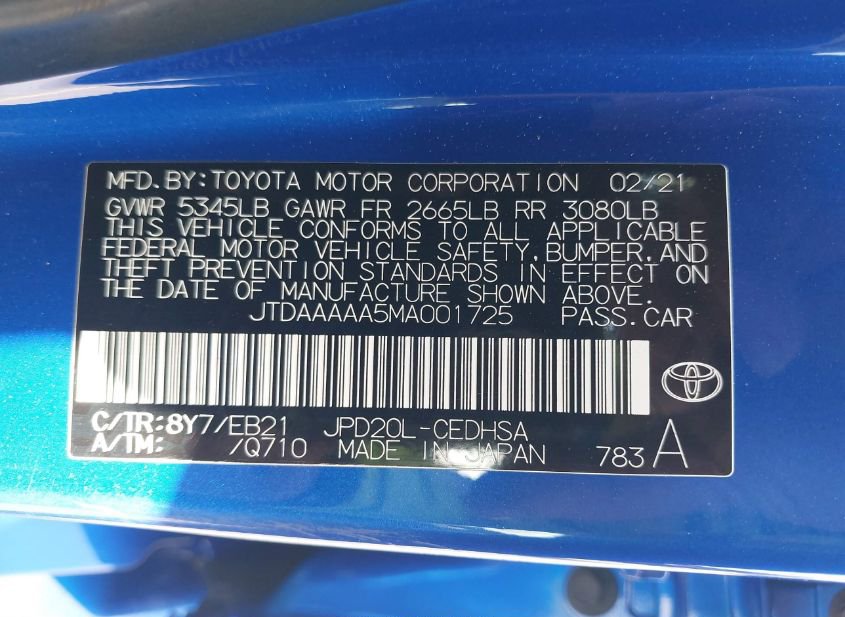 MFD.BY:TOYOTA MOTOR CORPORATION 02/21
GVWR 5345LB GAWR FR 2665LB RR 3080LB
THIS VEHICLE CONFORMS TO ALL APPLICABLE
FEDERAL MOTOR VEHICLE SAFETY,BUMPER,AND
THEFT PREVENTION STANDARDS IN EFFECT ON
THE DATE OF MANUFACTURE SHOWN ABOVE.
JTDAAAAA5MA001725 PASS.CAR
C/TR:8Y7/EB21 JPD20L-CEDHSA
A/TM: /Q710 MADE IN JAPAN 783 A